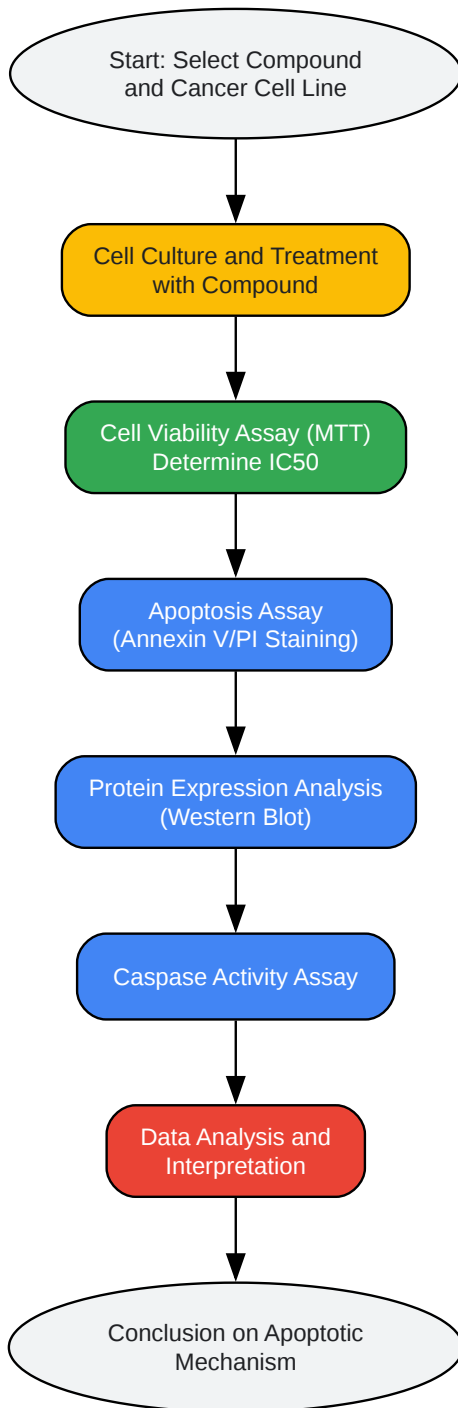 Start: Select Compound
and Cancer Cell Line
Cell Culture and Treatment
with Compound
Cell Viability Assay (MTT)
Determine IC50
Apoptosis Assay
(Annexin V/PI Staining)
Protein Expression Analysis
(Western Blot)
Caspase Activity Assay
Data Analysis and
Interpretation
Conclusion on Apoptotic
Mechanism